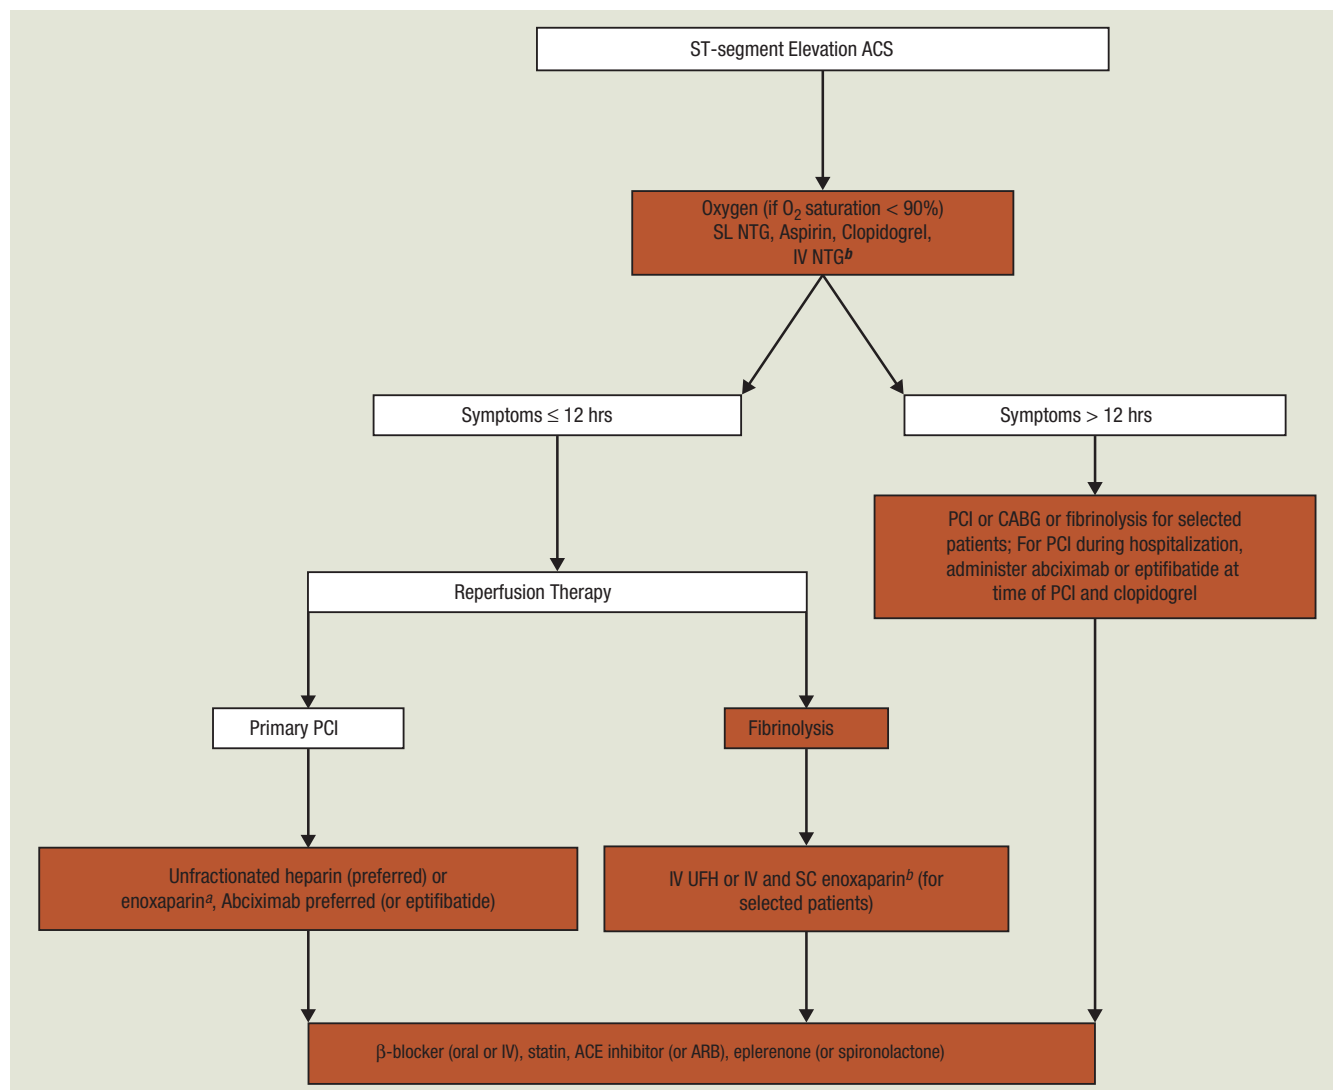 ST-segment Elevation ACS
Oxygen (if O₂ saturation < 90%)
SL NTG, Aspirin, Clopidogrel,
IV NTGᵇ
Symptoms ≤ 12 hrs
Symptoms > 12 hrs
PCI or CABG or fibrinolysis for selected
patients; For PCI during hospitalization,
administer abciximab or eptifibatide at
time of PCI and clopidogrel
Reperfusion Therapy
Primary PCI
Fibrinolysis
Unfractionated heparin (preferred) or
enoxaparinᵃ, Abciximab preferred (or eptifibatide)
IV UFH or IV and SC enoxaparinᵇ (for
selected patients)
β-blocker (oral or IV), statin, ACE inhibitor (or ARB), eplerenone (or spironolactone)